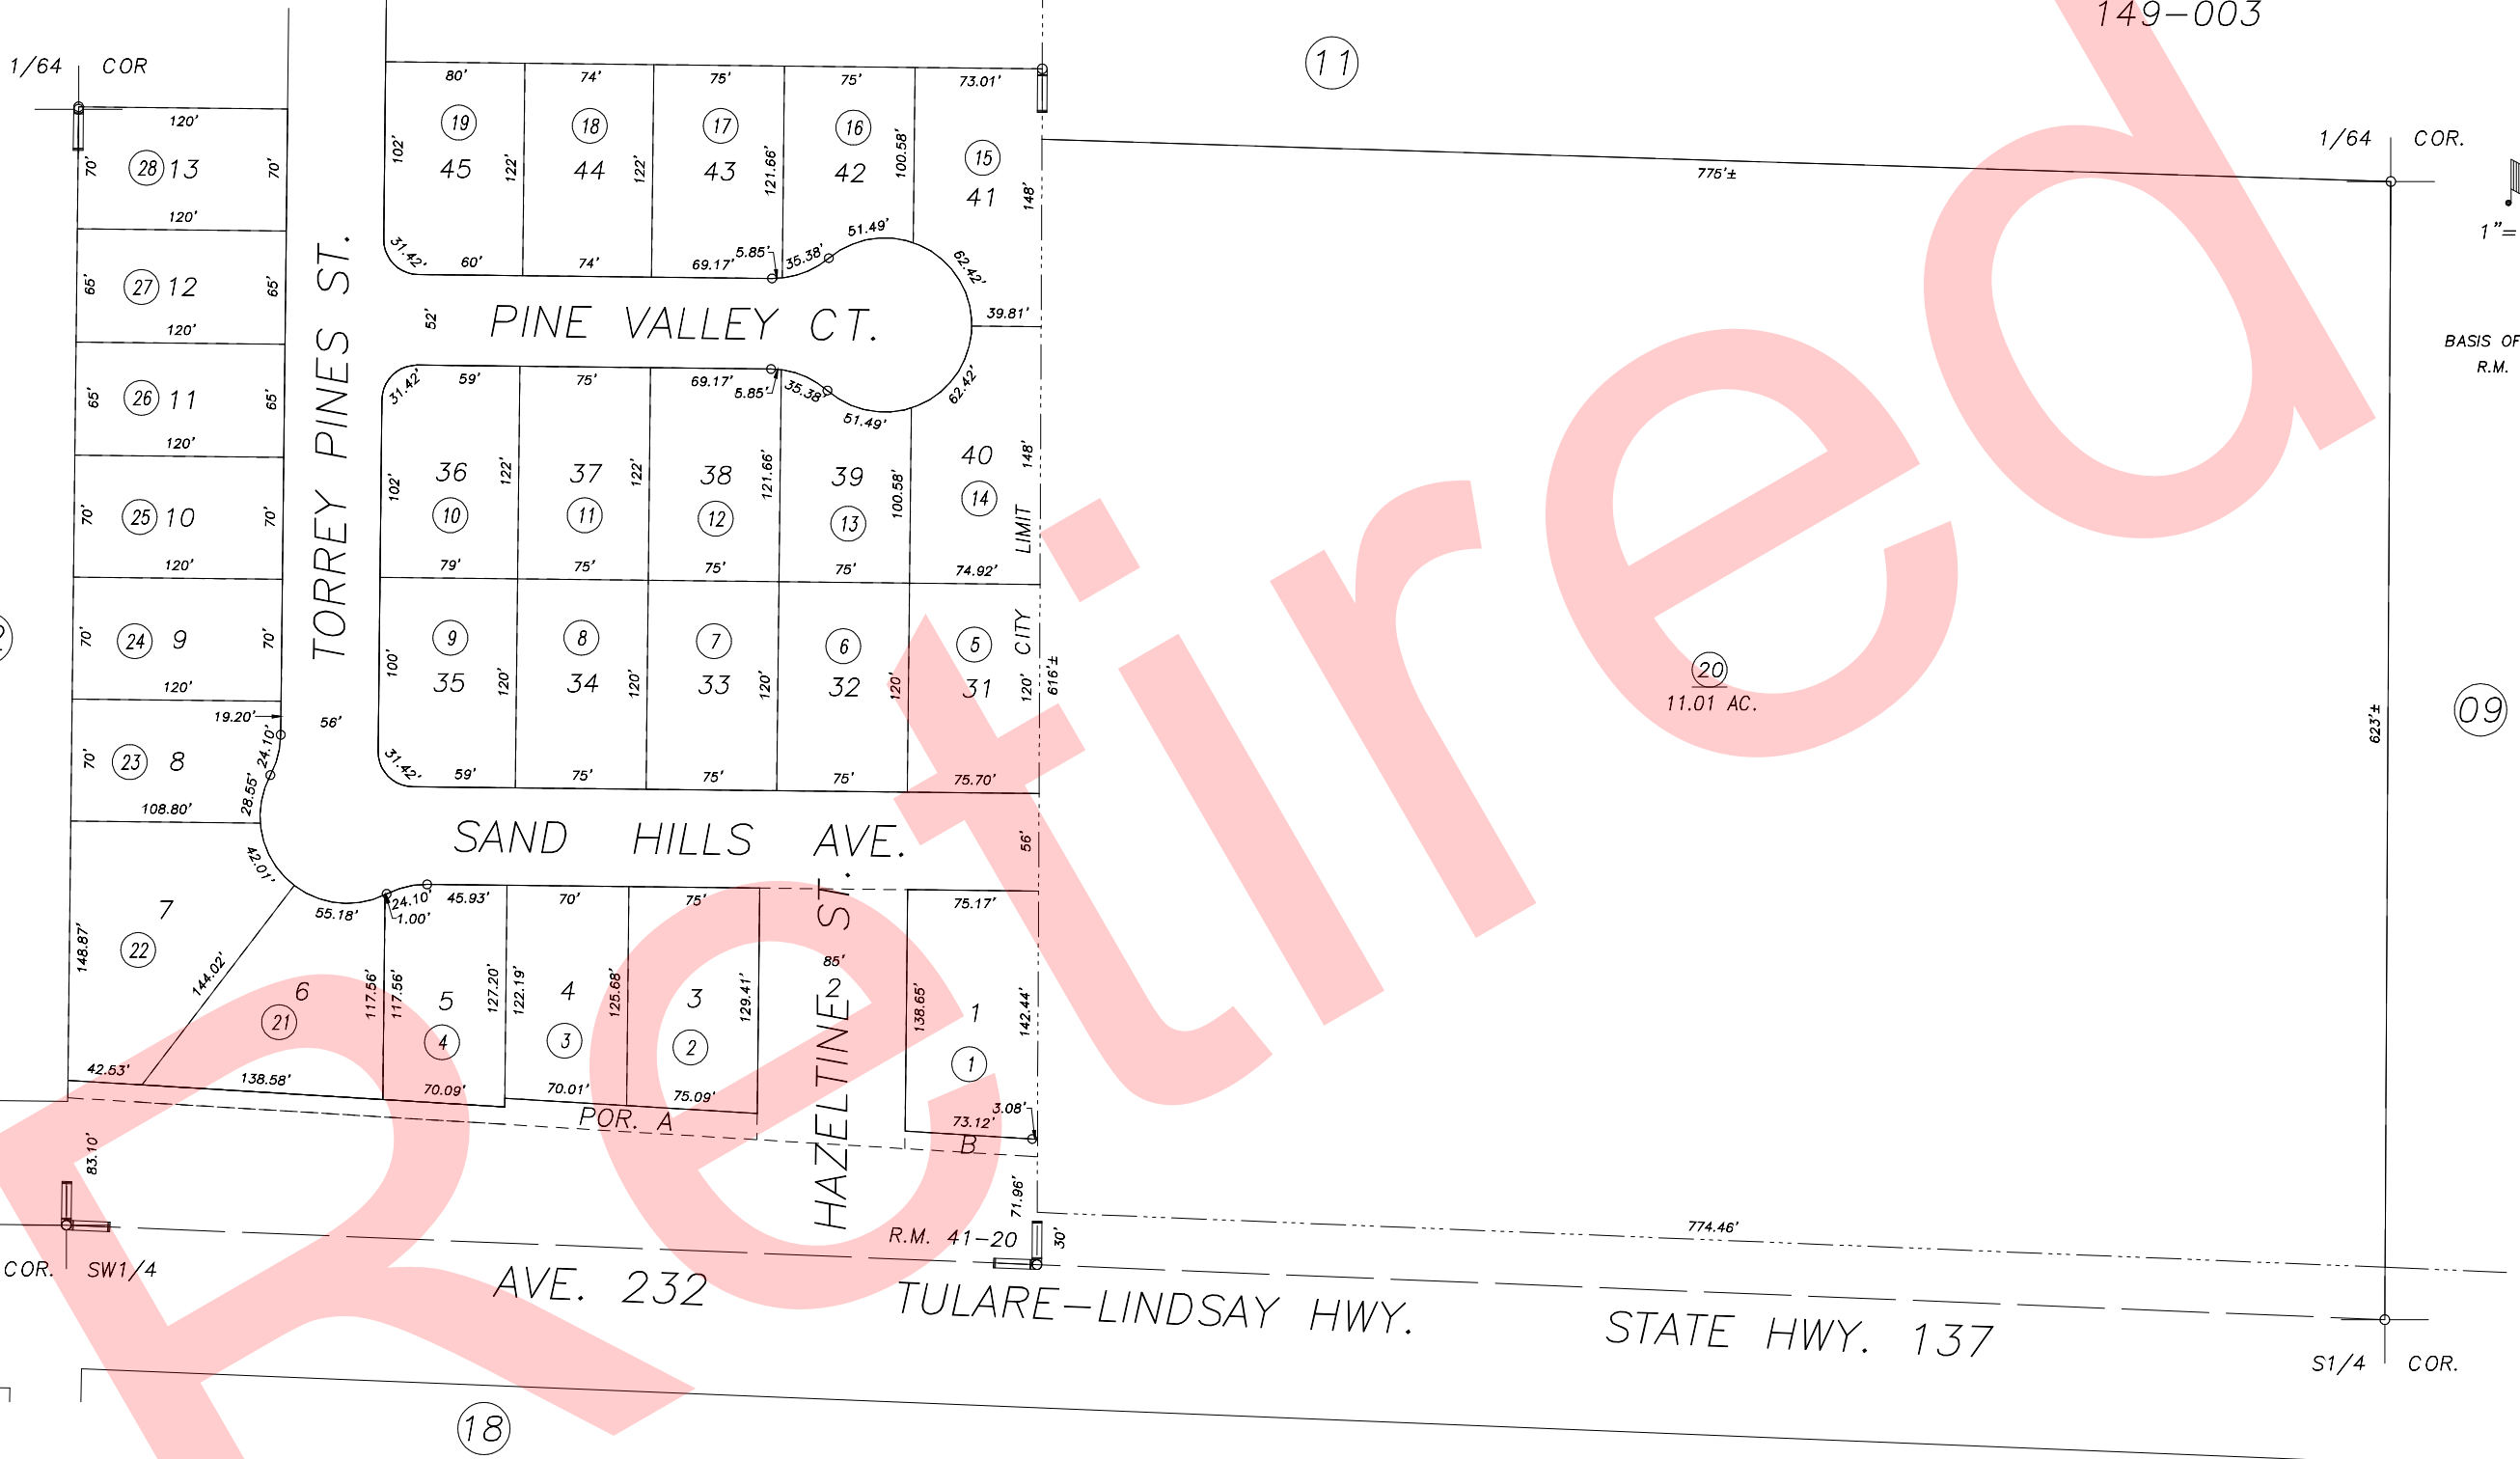 149-003
11
1/64 COR
1/64 COR.
1"=
BASIS OF
R.M.
80' 74' 75' 75' 73.01'
19 18 17 16 15
45 44 43 42 41
102' 122' 122' 121.66' 100.58' 148'
31.42' 60' 74' 69.17' 5.85' 35.38' 51.49' 62.42'
775'±
120'
70' 28 13 70'
120'
65' 27 12 65'
120'
65' 26 11 65'
120'
70' 25 10 70'
120'
70' 24 9 70'
120'
19.20'
24.10'
70' 23 8
28.55'
108.80'
42.01'
TORREY PINES ST.
56'
52' PINE VALLEY CT. 39.81'
31.42' 59' 75' 69.17' 5.85' 35.38' 51.49' 62.42'
36 37 38 39 40
102' 122' 122' 121.66' 100.58' 148'
10 11 12 13 14
79' 75' 75' 75' 74.92'
CITY LIMIT
9 8 7 6 5
35 34 33 32 31
100' 120' 120' 120' 120' 120' 616'±
31.42' 59' 75' 75' 75' 75.70'
SAND HILLS AVE. 56'
20
11.01 AC.
623'±
09
24.10' 1.00' 45.93' 70' 75' 75.17'
55.18'
7
22
148.87'
144.02'
6
21
117.56' 117.56'
5
4
127.20' 122.19'
4
3
125.68'
3
2
129.41'
85'
2
HAZELTINE ST.
138.65'
1
1
142.44'
42.53' 138.58' 70.09' 70.01' 75.09' 73.12' 3.08'
POR. A
B
83.10'
71.96'
30'
774.46'
R.M. 41-20
COR. SW1/4
AVE. 232 TULARE-LINDSAY HWY. STATE HWY. 137
S1/4 COR.
18
Retired